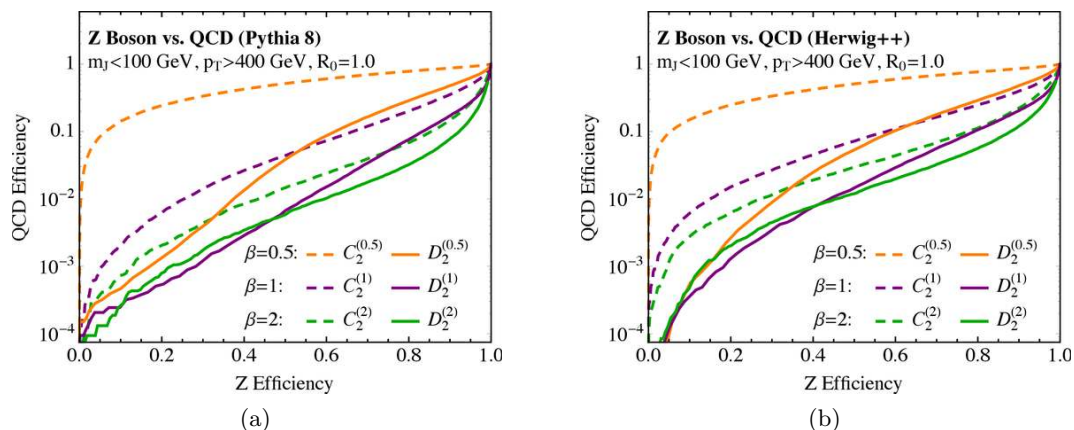 Z Boson vs. QCD (Pythia 8)
m_J<100 GeV, p_T>400 GeV, R_0=1.0
QCD Efficiency
1
0.1
10^{-2}
10^{-3}
10^{-4}
β=0.5: C_2^{(0.5)} D_2^{(0.5)}
β=1: C_2^{(1)} D_2^{(1)}
β=2: C_2^{(2)} D_2^{(2)}
0.0 0.2 0.4 0.6 0.8 1.0
Z Efficiency
(a)
Z Boson vs. QCD (Herwig++)
m_J<100 GeV, p_T>400 GeV, R_0=1.0
QCD Efficiency
1
0.1
10^{-2}
10^{-3}
10^{-4}
β=0.5: C_2^{(0.5)} D_2^{(0.5)}
β=1: C_2^{(1)} D_2^{(1)}
β=2: C_2^{(2)} D_2^{(2)}
0.0 0.2 0.4 0.6 0.8 1.0
Z Efficiency
(b)